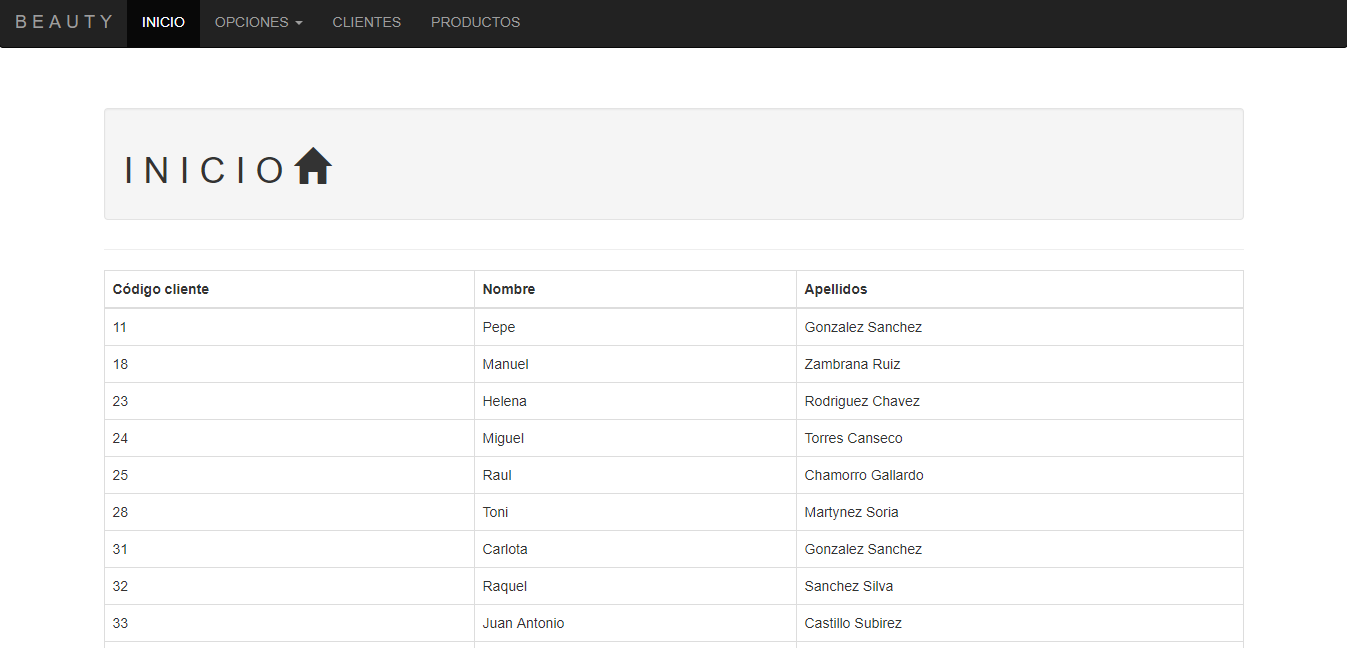 BEAUTY INICIO OPCIONES CLIENTES PRODUCTOS
INICIO
Código cliente Nombre Apellidos
11 Pepe Gonzalez Sanchez
18 Manuel Zambrana Ruiz
23 Helena Rodriguez Chavez
24 Miguel Torres Canseco
25 Raul Chamorro Gallardo
28 Toni Martynez Soria
31 Carlota Gonzalez Sanchez
32 Raquel Sanchez Silva
33 Juan Antonio Castillo Subirez